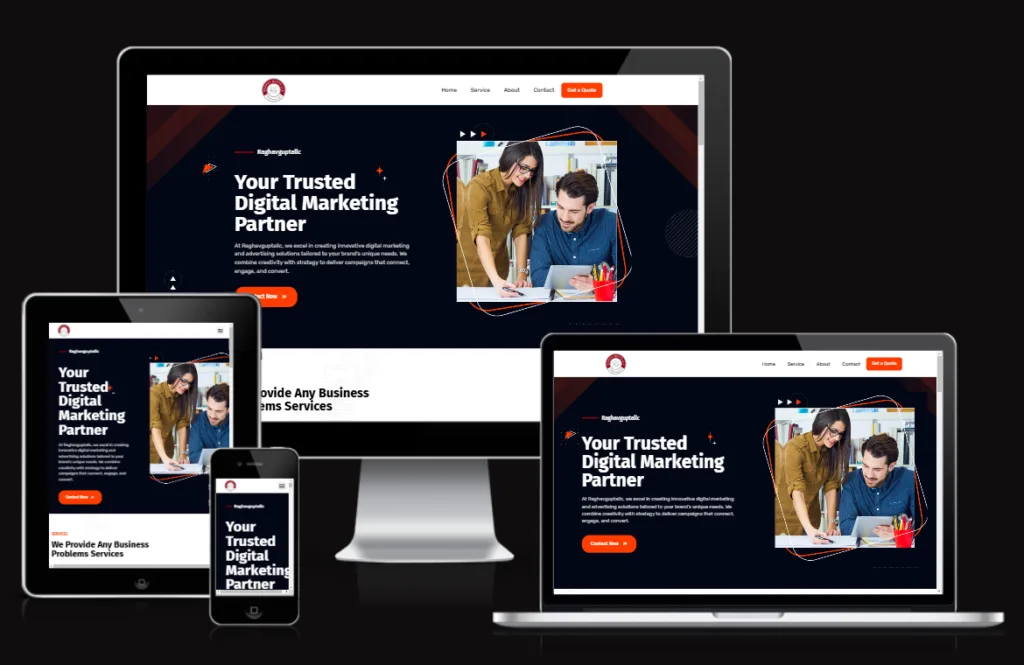 Home Service About Contact Get a Quote
Raghavguptallc
Your Trusted
Digital Marketing
Partner
At Raghavguptallc, we excel in creating innovative digital marketing
and advertising solutions tailored to your brand's unique needs. We
combine creativity with strategy to deliver campaigns that connect,
engage, and convert.
Now
ovide Any Business
ems Services
Raghavguptallc
Your
Trusted
Digital
Marketing
Partner
At Raghavguptallc, we excel in creating
innovative digital marketing and
advertising solutions tailored to your
brand's unique needs. We combine
creativity with strategy to deliver
campaigns that connect, engage, and
convert.
Contact Now
We Provide Any Business
Problems Services
Raghavguptallc
Your
Trusted
Digital
Marketing
Partner
Home Service About Contact Get a Quote
Raghavguptallc
Your Trusted
Digital Marketing
Partner
At Raghavguptallc, we excel in creating innovative digital marketing
and advertising solutions tailored to your brand's unique needs. We
combine creativity with strategy to deliver campaigns that connect,
engage, and convert.
Contact Now